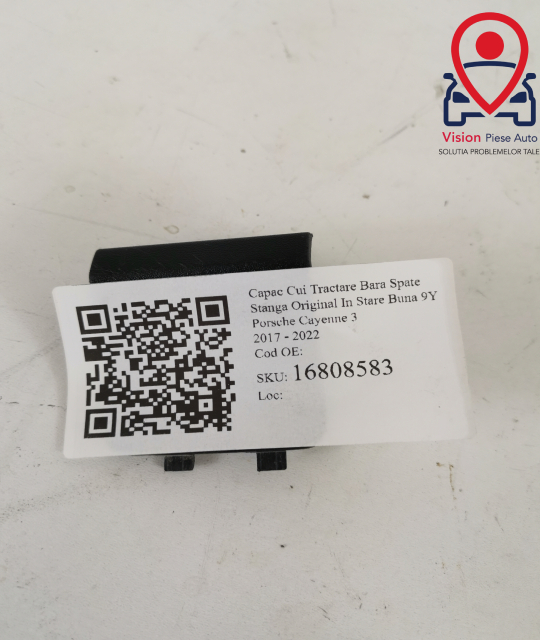 Vision Piese Auto
SOLUTIA PROBLEMELOR TALE
Capac Cui Tractare Bara Spate
Stanga Original In Stare Buna 9Y
Porsche Cayenne 3
2017 - 2022
Cod OE:
SKU: 16808583
Loc: